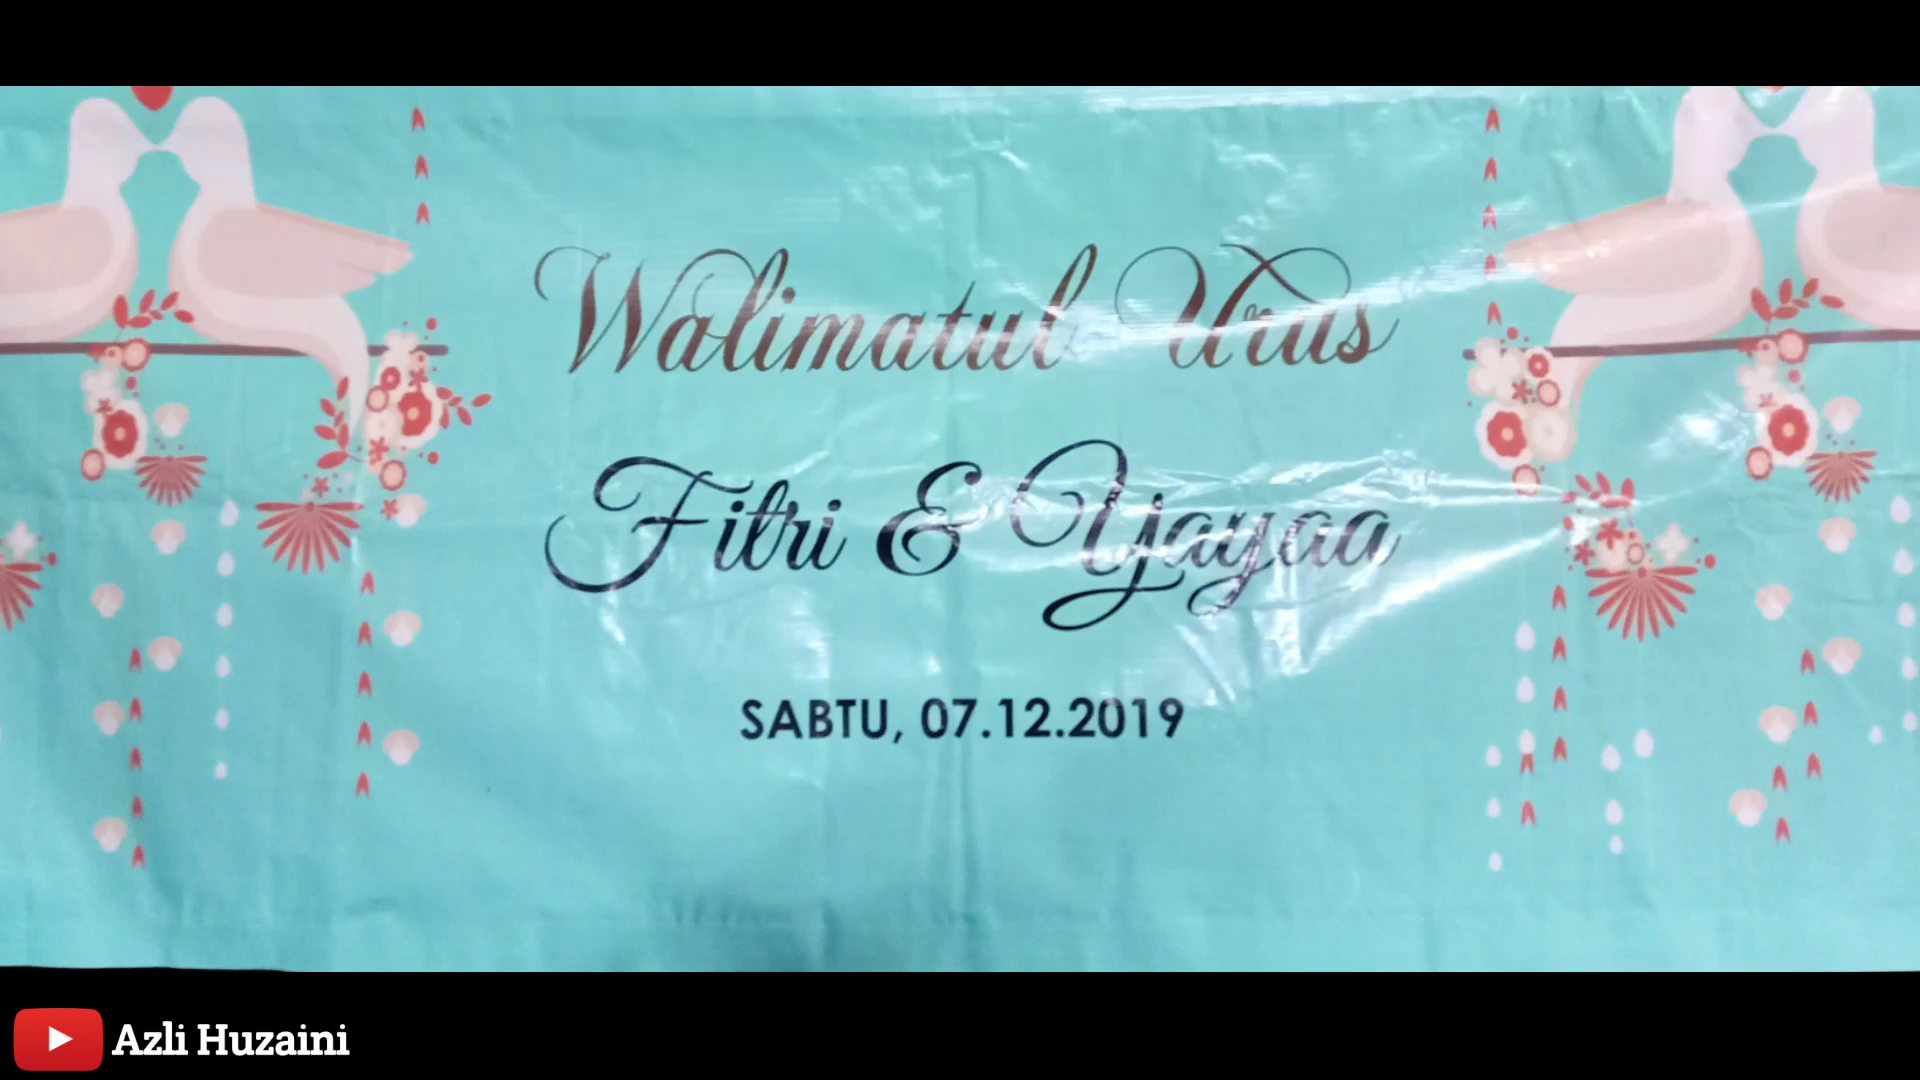 Walimatul Urus
Fitri & Yayaa
SABTU, 07.12.2019
Azli Huzaini